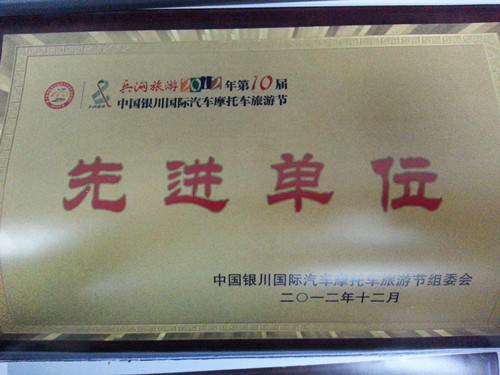 兵沟旅游2012年第10届
中国银川国际汽车摩托车旅游节
先进单位
中国银川国际汽车摩托车旅游节组委会
二〇一二年十二月